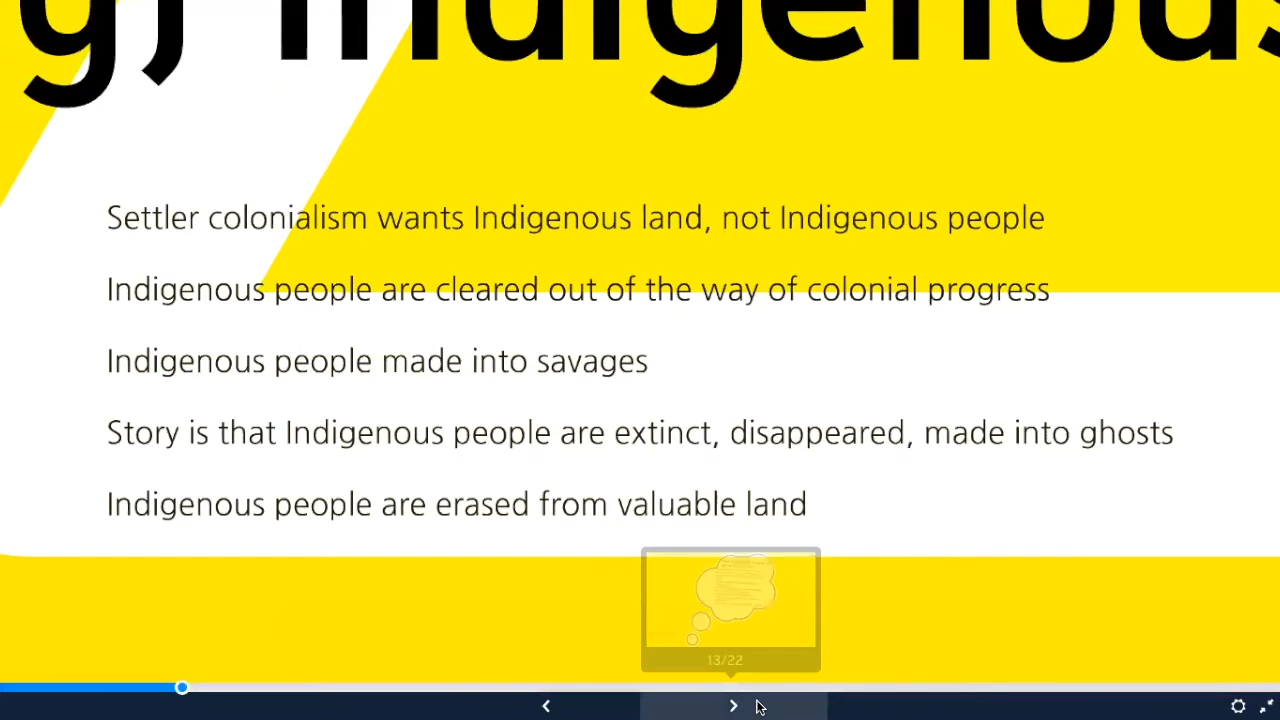 g) Indigenous
Settler colonialism wants Indigenous land, not Indigenous people
Indigenous people are cleared out of the way of colonial progress
Indigenous people made into savages
Story is that Indigenous people are extinct, disappeared, made into ghosts
Indigenous people are erased from valuable land
13/22